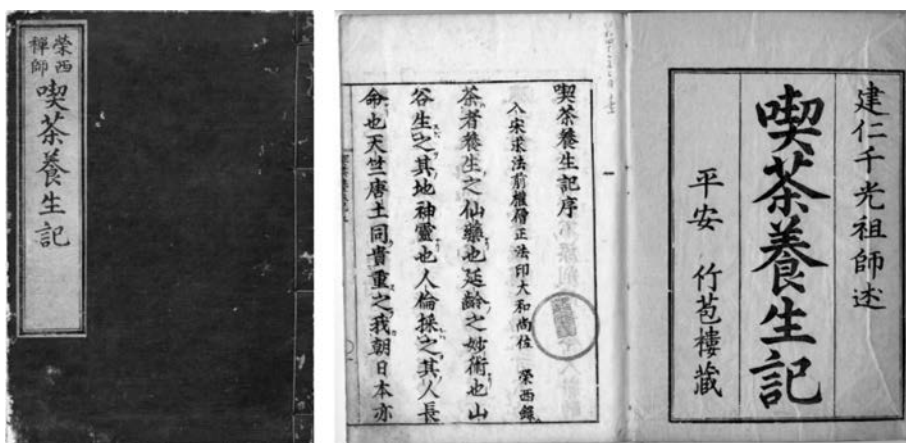 榮西
禪師
喫茶養生記
建仁千光祖師述
喫茶養生記
平安 竹苞樓藏
喫茶養生記序
入宋求法前權僧正法印大和尚位 榮西錄
茶者養生之仙藥也延齡之妙術也山
谷生之其地神靈也人倫採之其人長
命也天竺唐土同貴重之我朝日本亦